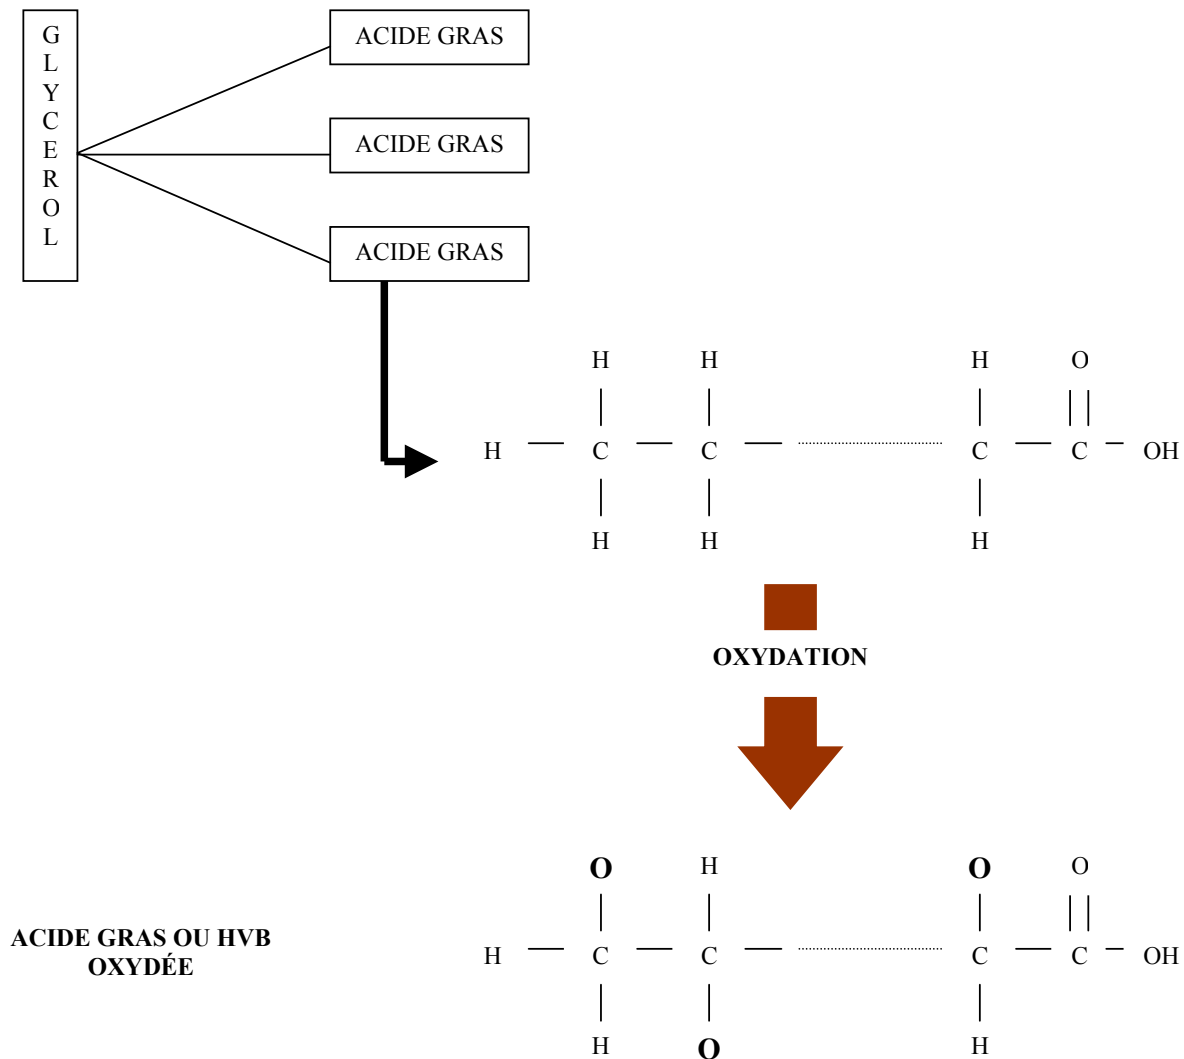 GLYCEROL
ACIDE GRAS
ACIDE GRAS
ACIDE GRAS
H H H O
H C C C C OH
H H H
OXYDATION
O H O O
ACIDE GRAS OU HVB
OXYDÉE
H C C C C OH
H O H